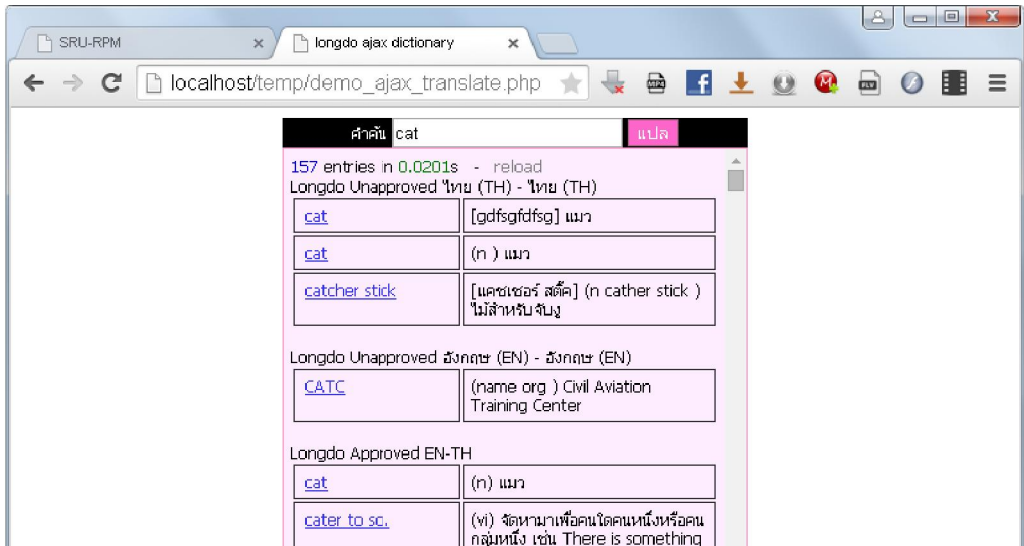 SRU-RPM
longdo ajax dictionary
localhost/temp/demo_ajax_translate.php
คำค้น cat แปล
157 entries in 0.0201s - reload
Longdo Unapproved ไทย (TH) - ไทย (TH)
cat [gdfsgfdfsg] แมว
cat (n ) แมว
catcher stick [แคชเชอร์ สติ๊ค] (n cather stick )
ไม้สำหรับจับงู
Longdo Unapproved อังกฤษ (EN) - อังกฤษ (EN)
CATC (name org ) Civil Aviation
Training Center
Longdo Approved EN-TH
cat (n) แมว
cater to so. (vi) จัดหามาเพื่อคนใดคนหนึ่งหรือคน
กลุ่มหนึ่ง เช่น There is something